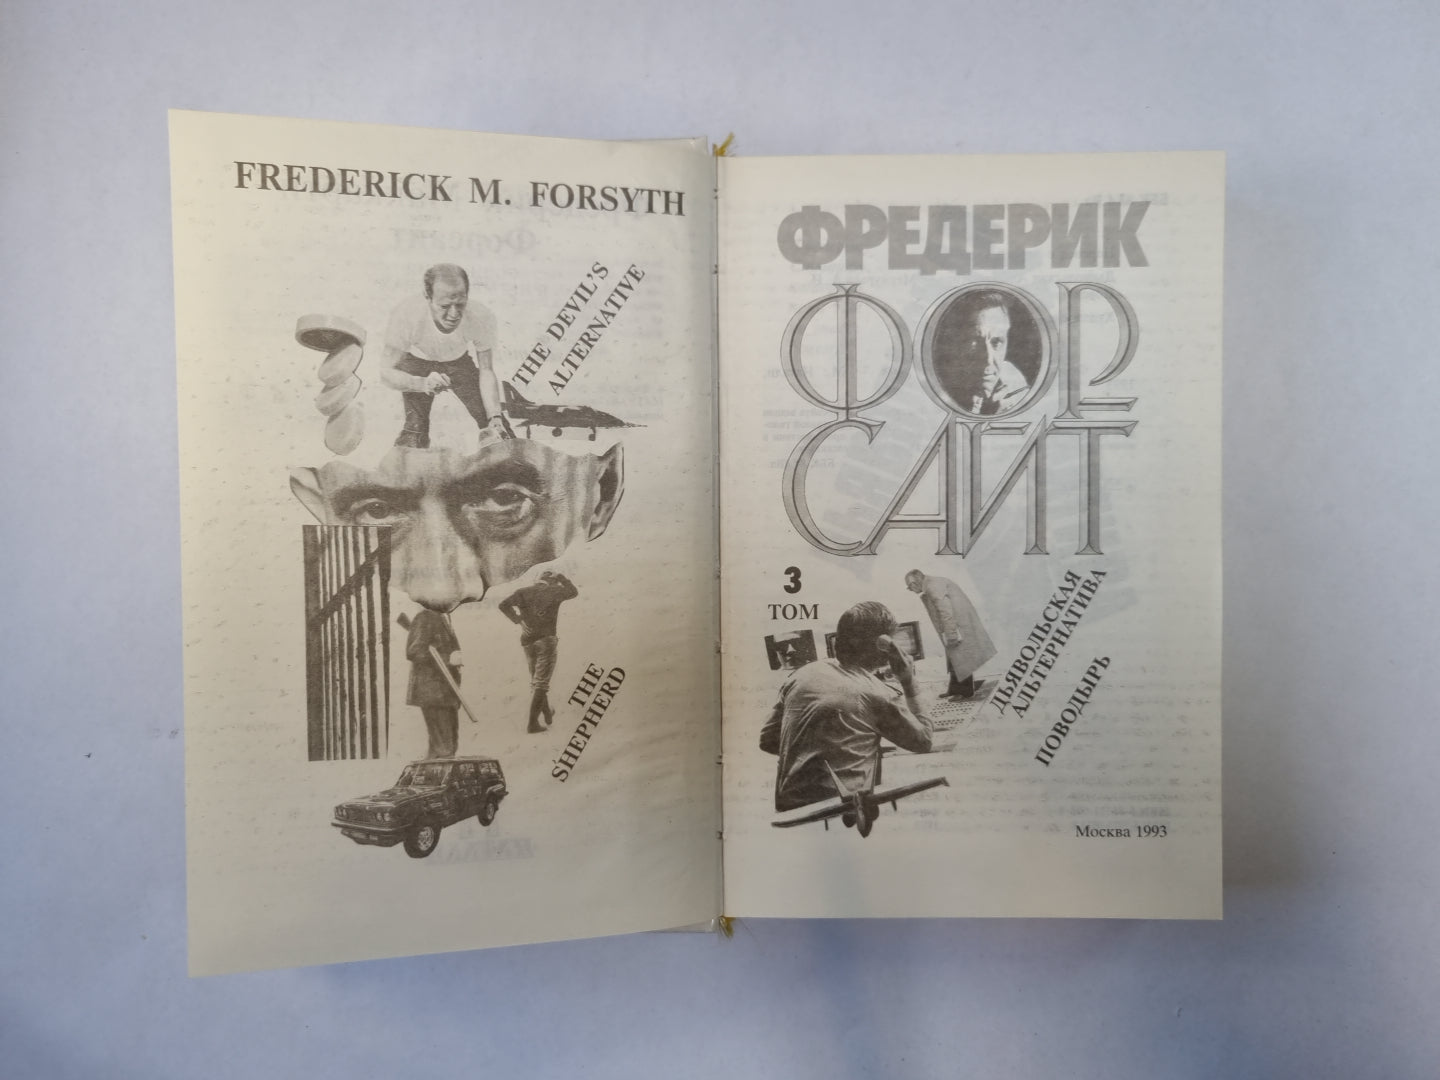 FREDERICK M. FORSYTH
THE DEVIL'S
ALTERNATIVE
THE
SHEPHERD
ФРЕДЕРИК
ФОР
САЙТ
3
ТОМ
ДЬЯВОЛЬСКАЯ
АЛЬТЕРНАТИВА
ПОВОДЫРЬ
Москва 1993